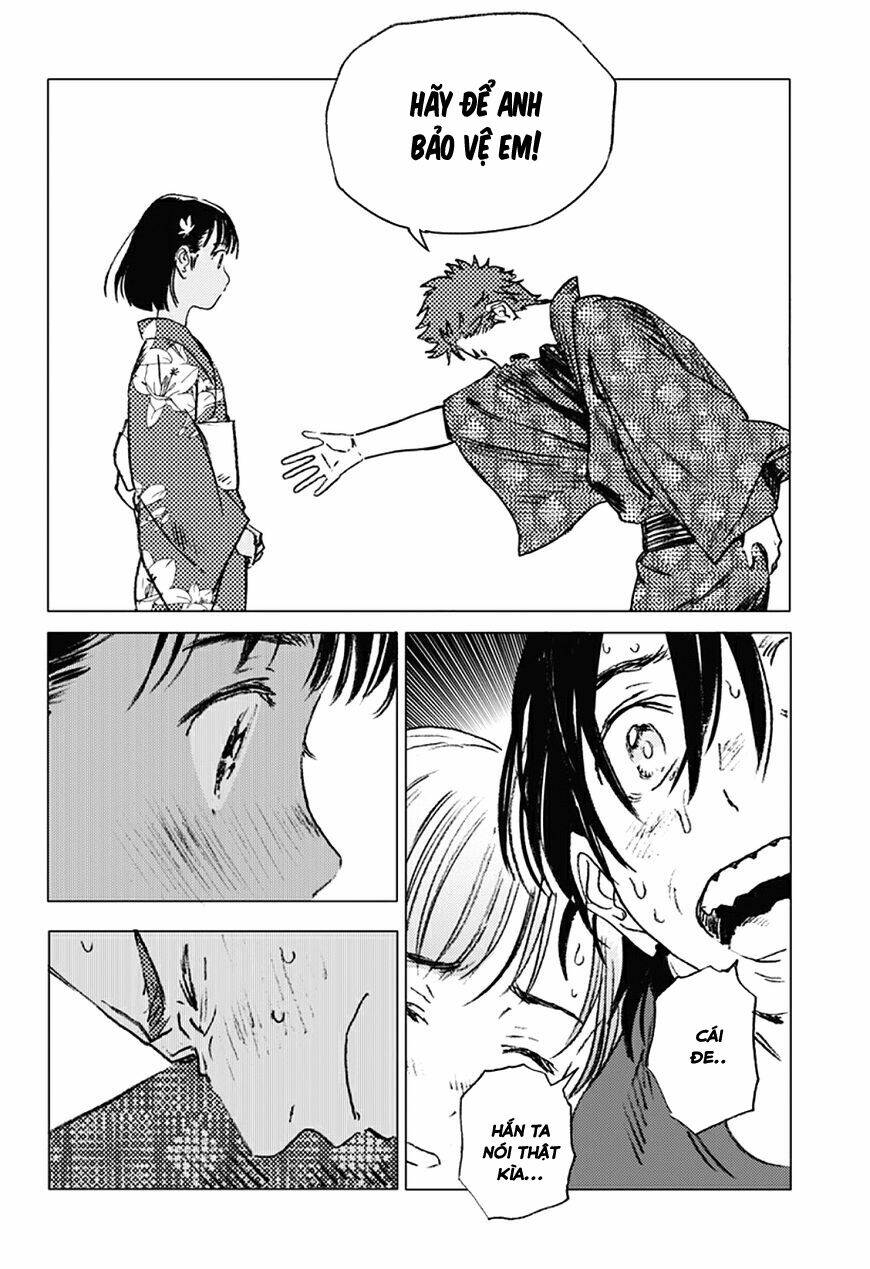 HÃY ĐỂ ANH
BẢO VỆ EM!
CÁI
ĐE..
HẮN TA
NÓI THẬT
KÌA...